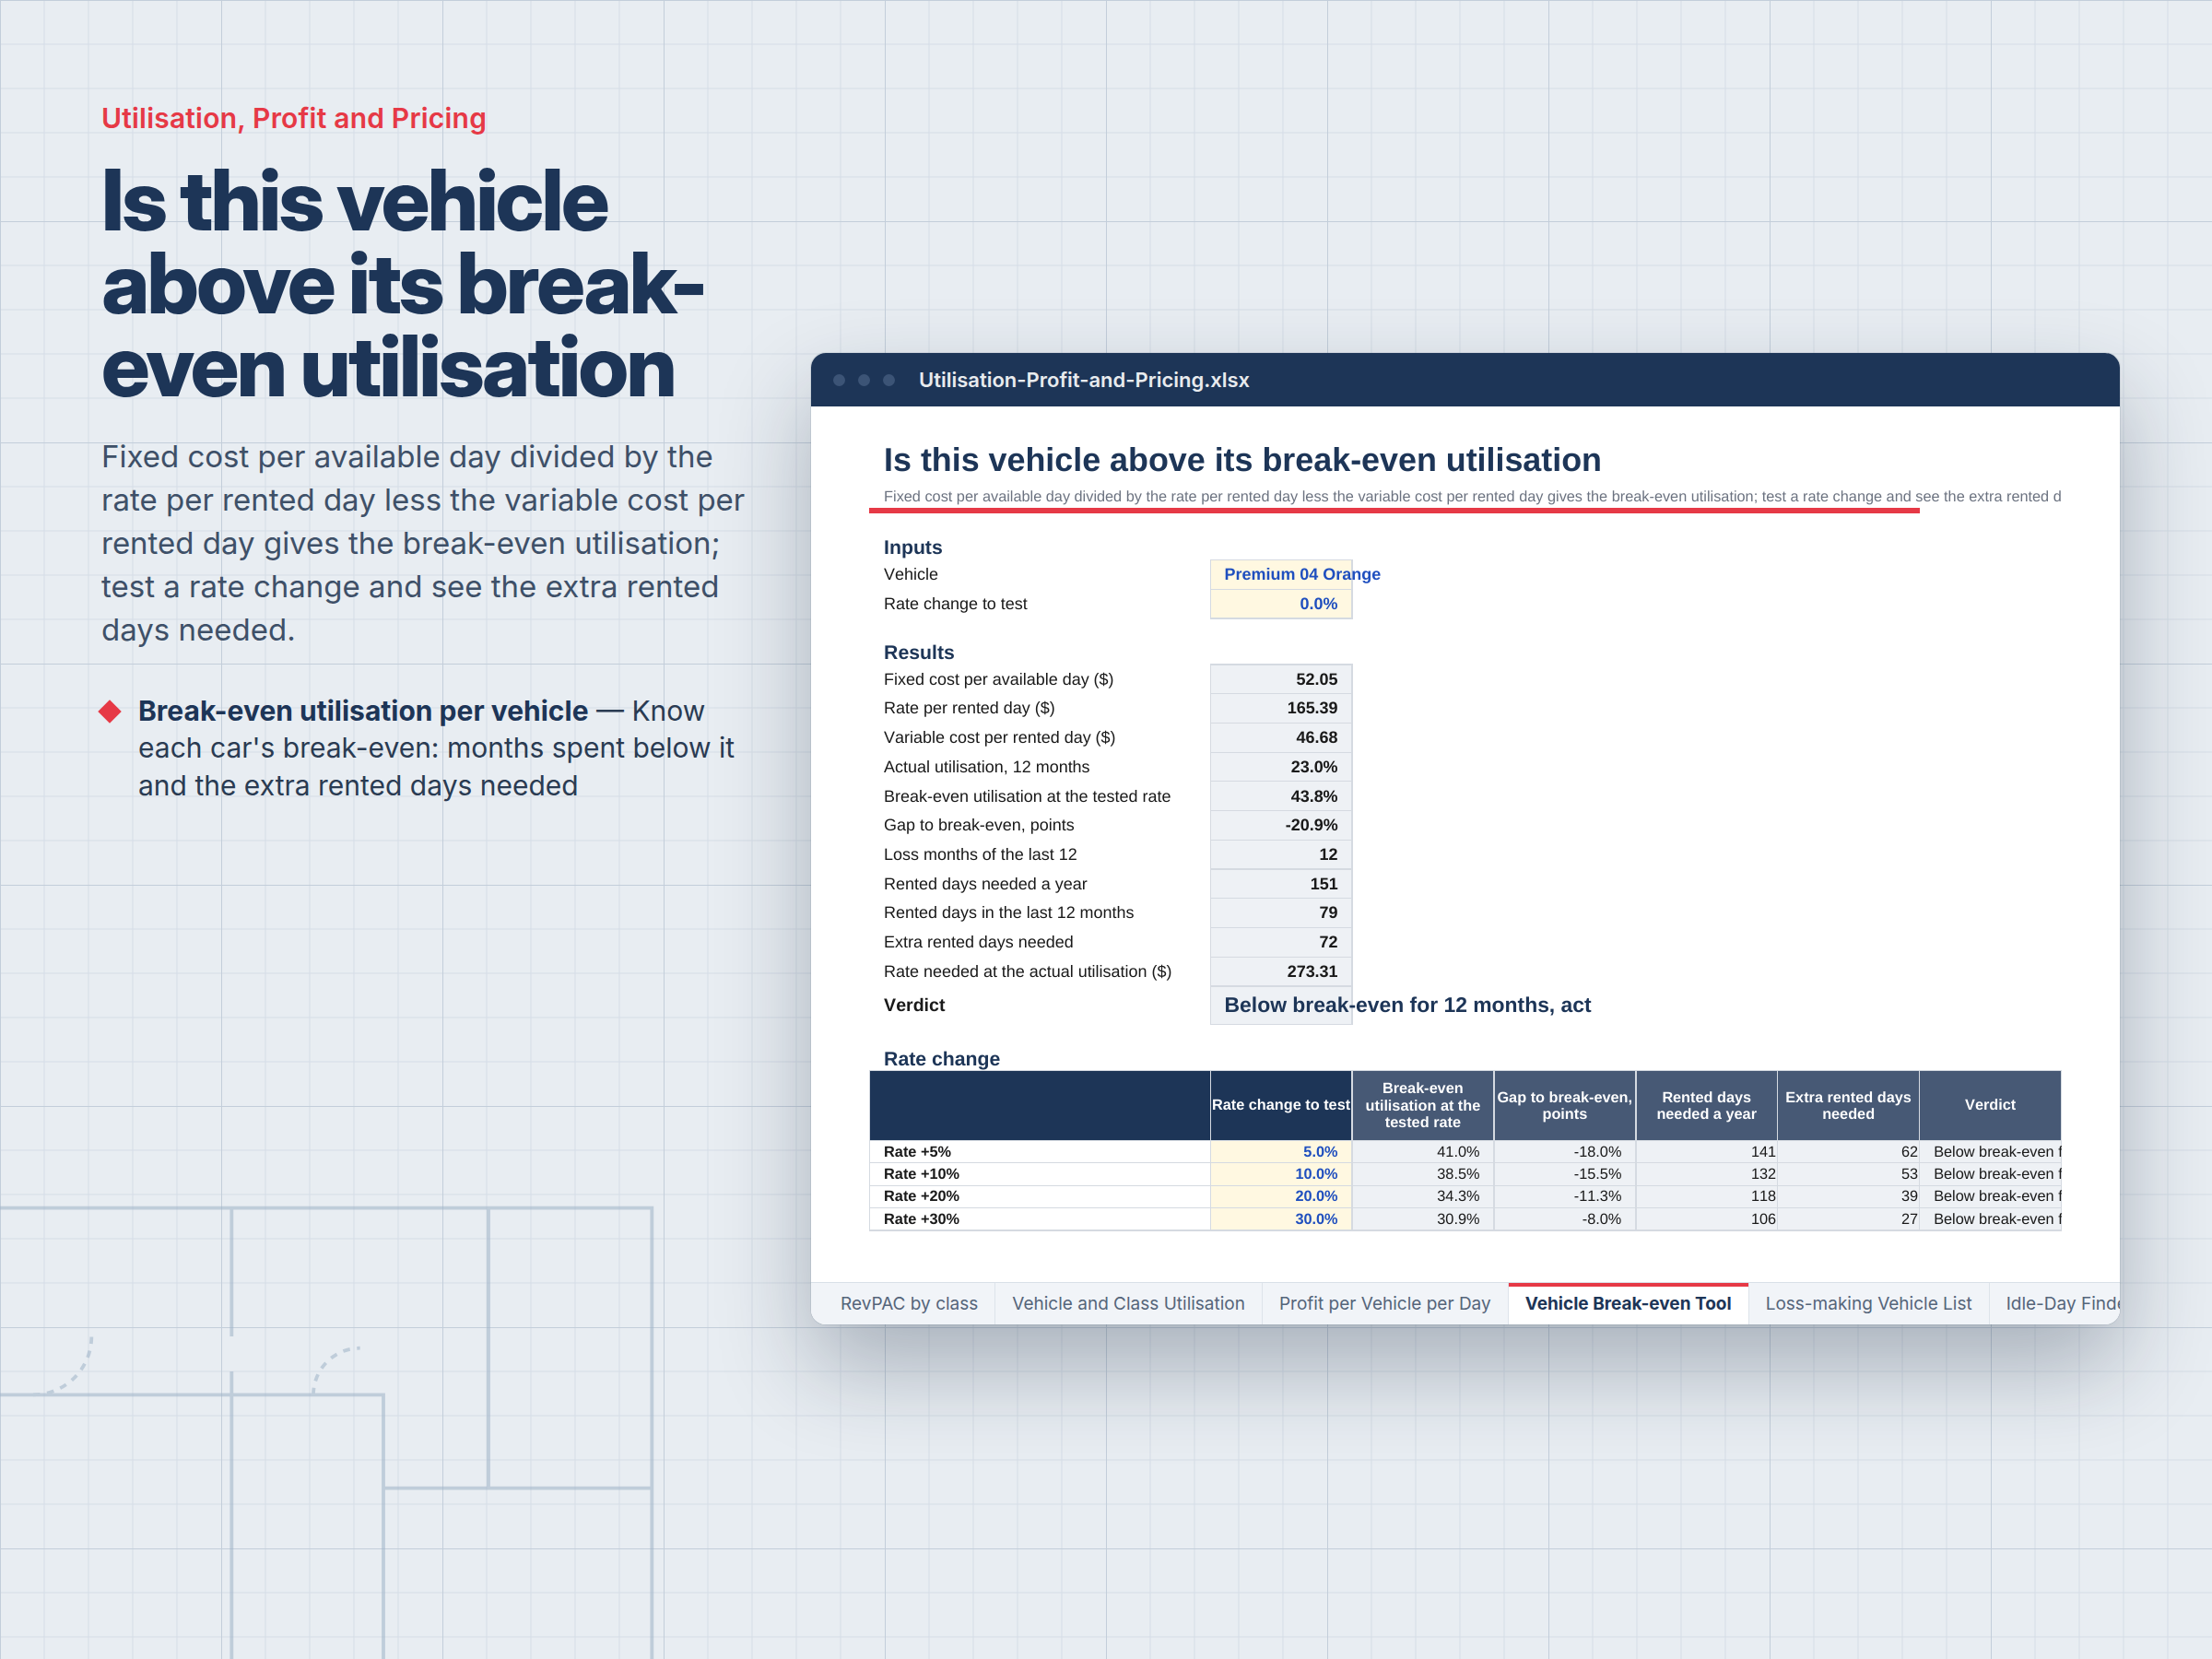 Utilisation, Profit and Pricing
Is this vehicle
above its break-
even utilisation
Fixed cost per available day divided by the
rate per rented day less the variable cost per
rented day gives the break-even utilisation;
test a rate change and see the extra rented
days needed.
Break-even utilisation per vehicle — Know
each car's break-even: months spent below it
and the extra rented days needed
Utilisation-Profit-and-Pricing.xlsx
Is this vehicle above its break-even utilisation
Fixed cost per available day divided by the rate per rented day less the variable cost per rented day gives the break-even utilisation; test a rate change and see the extra rented d
Inputs
Vehicle Premium 04 Orange
Rate change to test 0.0%
Results
Fixed cost per available day ($) 52.05
Rate per rented day ($) 165.39
Variable cost per rented day ($) 46.68
Actual utilisation, 12 months 23.0%
Break-even utilisation at the tested rate 43.8%
Gap to break-even, points -20.9%
Loss months of the last 12 12
Rented days needed a year 151
Rented days in the last 12 months 79
Extra rented days needed 72
Rate needed at the actual utilisation ($) 273.31
Verdict Below break-even for 12 months, act
Rate change
Rate change to test Break-even utilisation at the tested rate Gap to break-even, points Rented days needed a year Extra rented days needed Verdict
Rate +5% 5.0% 41.0% -18.0% 141 62 Below break-even f
Rate +10% 10.0% 38.5% -15.5% 132 53 Below break-even f
Rate +20% 20.0% 34.3% -11.3% 118 39 Below break-even f
Rate +30% 30.0% 30.9% -8.0% 106 27 Below break-even f
RevPAC by class Vehicle and Class Utilisation Profit per Vehicle per Day Vehicle Break-even Tool Loss-making Vehicle List Idle-Day Finde